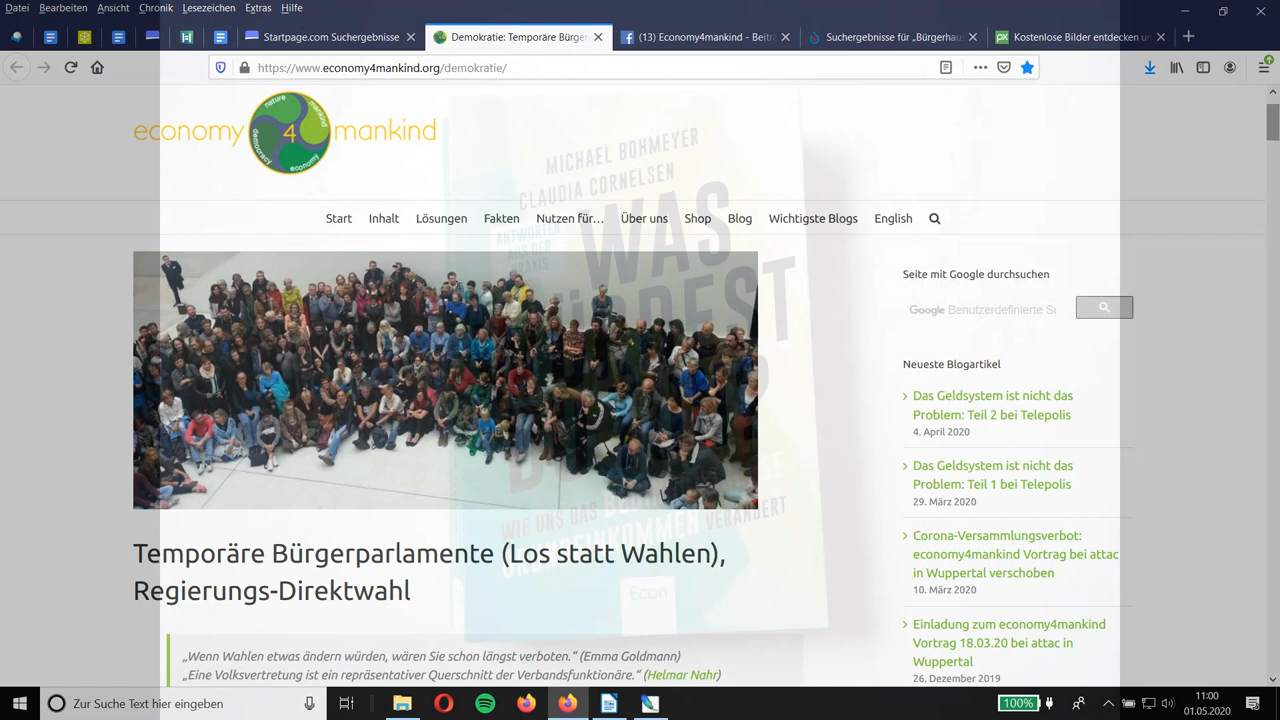 Datei Bearbeiten Ansicht Chronik Lesezeichen Extras Hilfe
Startpage.com Suchergebnisse
Demokratie: Temporäre Bürger
(13) Economy4mankind - Beitr
Suchergebnisse für „Bürgerhau
Kostenlose Bilder entdecken un
https://www.economy4mankind.org/demokratie/
economy 4 mankind
nature mankind democracy economy
Start Inhalt Lösungen Fakten Nutzen für… Über uns Shop Blog Wichtigste Blogs English
MICHAEL BOHMEYER
CLAUDIA CORNELSEN
ANTWORTEN
AUS DER
PRAXIS
WAS
WIE UNS DAS BEDINGUNGSLOSE
GRUNDEINKOMMEN VERÄNDERT
Econ
Seite mit Google durchsuchen
Google Benutzerdefinierte Su
Neueste Blogartikel
Das Geldsystem ist nicht das
Problem: Teil 2 bei Telepolis
4. April 2020
Das Geldsystem ist nicht das
Problem: Teil 1 bei Telepolis
29. März 2020
Corona-Versammlungsverbot:
economy4mankind Vortrag bei attac
in Wuppertal verschoben
10. März 2020
Einladung zum economy4mankind
Vortrag 18.03.20 bei attac in
Wuppertal
26. Dezember 2019
Temporäre Bürgerparlamente (Los statt Wahlen),
Regierungs-Direktwahl
„Wenn Wahlen etwas ändern würden, wären Sie schon längst verboten.“ (Emma Goldmann)
„Eine Volksvertretung ist ein repräsentativer Querschnitt der Verbandsfunktionäre.“ (Helmar Nahr)
Zur Suche Text hier eingeben
100%
11:00
01.05.2020